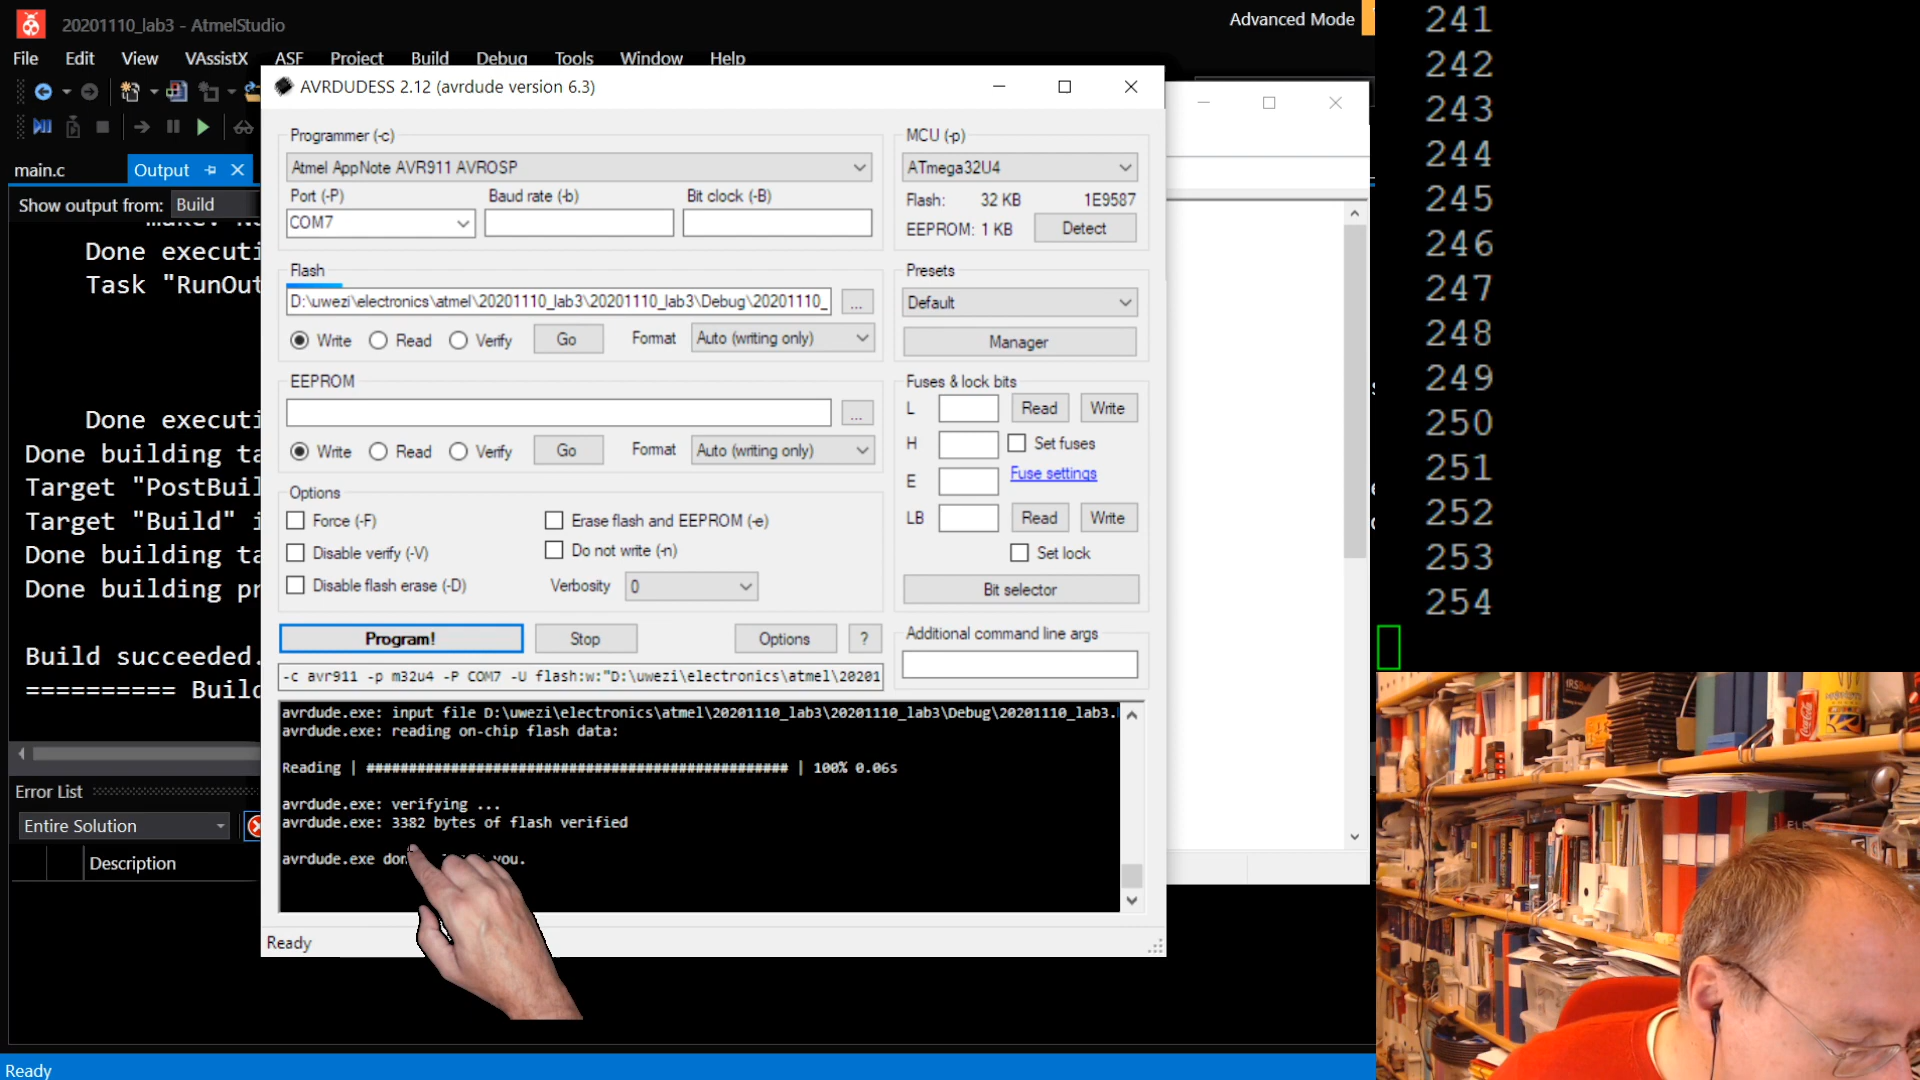 20201110_lab3 - AtmelStudio
Advanced Mode
File Edit View VAssistX ASF Project Build Debug Tools Window Help
AVRDUDESS 2.12 (avrdude version 6.3)
main.c Output
Show output from: Build
Done executi
Task "RunOut
Done executi
Done building ta
Target "PostBuil
Target "Build" i
Done building ta
Done building pr
Build succeeded.
========== Build
Error List
Entire Solution
Description
Ready
Programmer (-c)
Atmel AppNote AVR911 AVROSP
Port (-P) Baud rate (-b) Bit clock (-B)
COM7
MCU (-p)
ATmega32U4
Flash: 32 KB 1E9587
EEPROM: 1 KB Detect
Flash
D:\uwezi\electronics\atmel\20201110_lab3\20201110_lab3\Debug\20201110_ ...
Write Read Verify Go Format Auto (writing only)
Presets
Default
Manager
EEPROM
...
Write Read Verify Go Format Auto (writing only)
Fuses & lock bits
L Read Write
H Set fuses
E Fuse settings
LB Read Write
Set lock
Bit selector
Options
Force (-F) Erase flash and EEPROM (-e)
Disable verify (-V) Do not write (-n)
Disable flash erase (-D) Verbosity 0
Program! Stop Options ?
Additional command line args
-c avr911 -p m32u4 -P COM7 -U flash:w:"D:\uwezi\electronics\atmel\20201
avrdude.exe: input file D:\uwezi\electronics\atmel\20201110_lab3\20201110_lab3\Debug\20201110_lab3.
avrdude.exe: reading on-chip flash data:
Reading | ################################################## | 100% 0.06s
avrdude.exe: verifying ...
avrdude.exe: 3382 bytes of flash verified
avrdude.exe you.
Ready
241
242
243
244
245
246
247
248
249
250
251
252
253
254